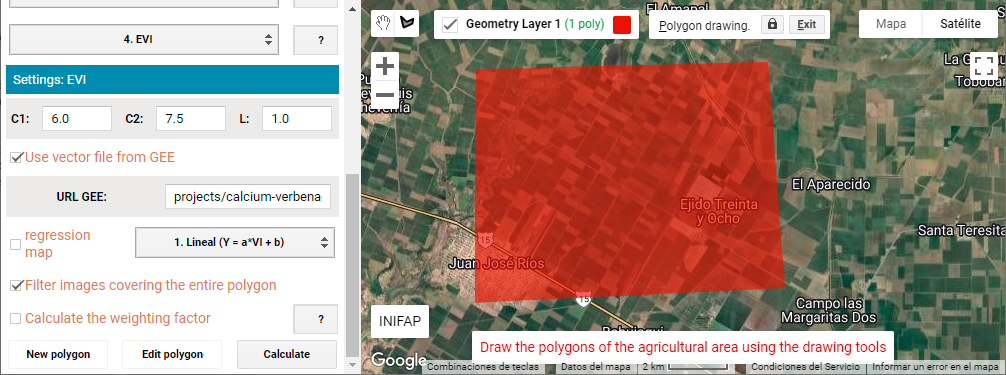 4. EVI
?
Settings: EVI
C1: 6.0 C2: 7.5 L: 1.0
Use vector file from GEE
URL GEE: projects/calcium-verbena
regression
map
1. Lineal (Y = a*VI + b)
Filter images covering the entire polygon
Calculate the weighting factor
?
New polygon Edit polygon Calculate
Geometry Layer 1 (1 poly)
Polygon drawing. Exit
Mapa Satélite
+
−
El Aparecido
Ejido Treinta
y Ocho
Santa Teresita
15
Juan José Ríos
15
Campo las
Margaritas Dos
INIFAP
Draw the polygons of the agricultural area using the drawing tools
Google
Combinaciones de teclas Datos del mapa 2 km Condiciones del Servicio Informar un error en el mapa